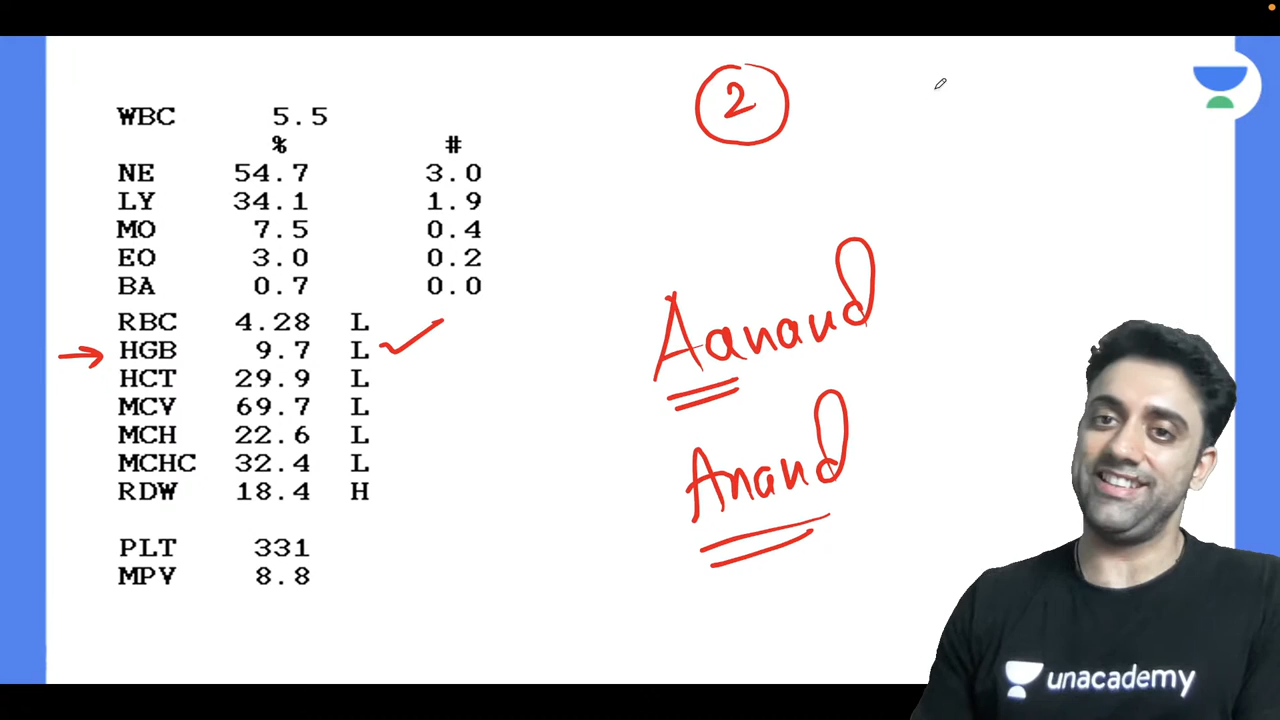 WBC 5.5
% #
NE 54.7 3.0
LY 34.1 1.9
MO 7.5 0.4
EO 3.0 0.2
BA 0.7 0.0
RBC 4.28 L
HGB 9.7 L
HCT 29.9 L
MCV 69.7 L
MCH 22.6 L
MCHC 32.4 L
RDW 18.4 H
PLT 331
MPV 8.8
2
Aanand
Anand
unacademy